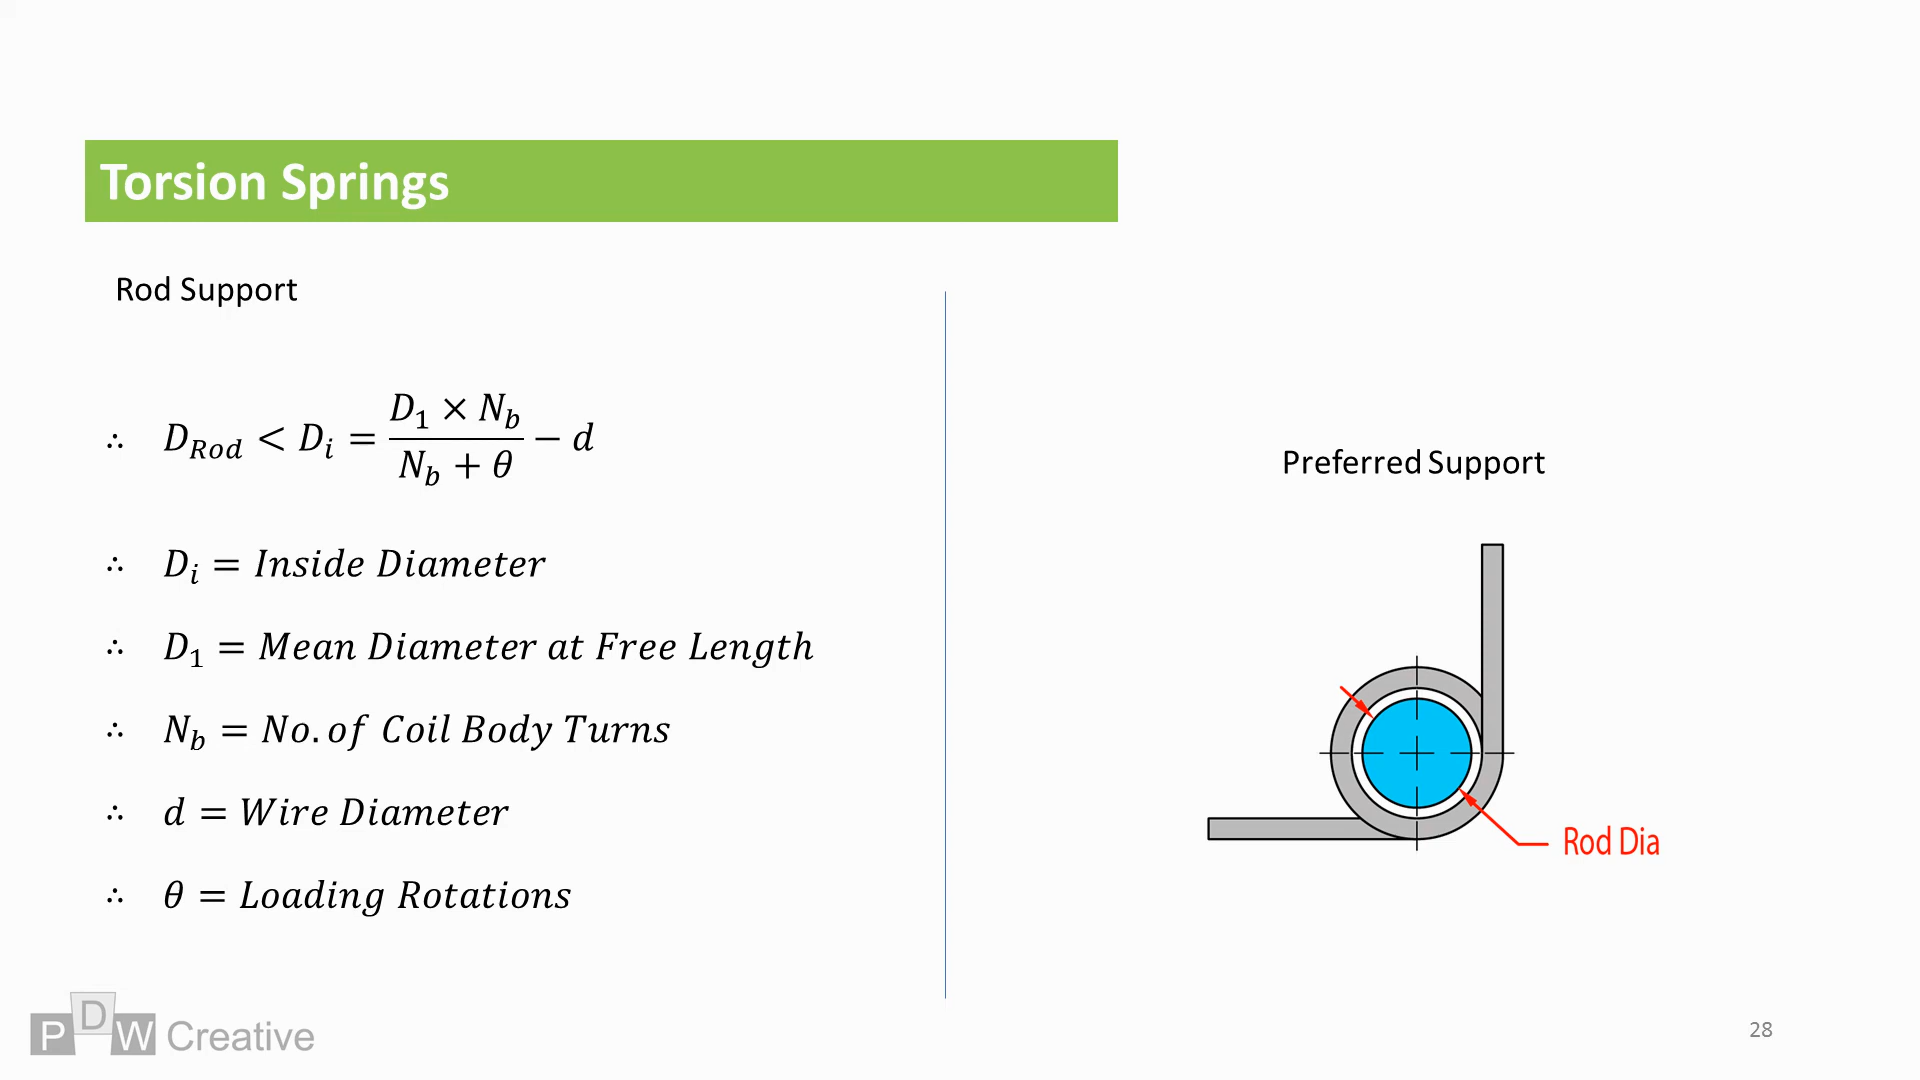 Torsion Springs
Rod Support
∴ D_Rod < D_i = (D_1 × N_b)/(N_b + θ) − d
∴ D_i = Inside Diameter
∴ D_1 = Mean Diameter at Free Length
∴ N_b = No. of Coil Body Turns
∴ d = Wire Diameter
∴ θ = Loading Rotations
Preferred Support
Rod Dia
PDW Creative
28